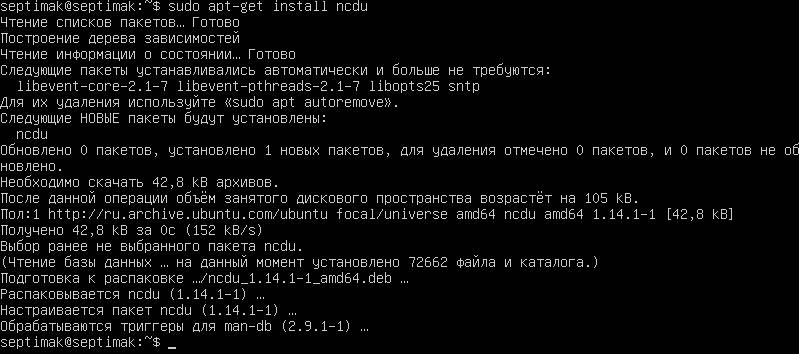 septimak@septimak:~$ sudo apt-get install ncdu
Чтение списков пакетов… Готово
Построение дерева зависимостей
Чтение информации о состоянии… Готово
Следующие пакеты устанавливались автоматически и больше не требуются:
  libevent-core-2.1-7 libevent-pthreads-2.1-7 libopts25 sntp
Для их удаления используйте «sudo apt autoremove».
Следующие НОВЫЕ пакеты будут установлены:
  ncdu
Обновлено 0 пакетов, установлено 1 новых пакетов, для удаления отмечено 0 пакетов, и 0 пакетов не об
новлено.
Необходимо скачать 42,8 kB архивов.
После данной операции объём занятого дискового пространства возрастёт на 105 kB.
Пол:1 http://ru.archive.ubuntu.com/ubuntu focal/universe amd64 ncdu amd64 1.14.1-1 [42,8 kB]
Получено 42,8 kB за 0с (152 kB/s)
Выбор ранее не выбранного пакета ncdu.
(Чтение базы данных … на данный момент установлено 72662 файла и каталога.)
Подготовка к распаковке …/ncdu_1.14.1-1_amd64.deb …
Распаковывается ncdu (1.14.1-1) …
Настраивается пакет ncdu (1.14.1-1) …
Обрабатываются триггеры для man-db (2.9.1-1) …
septimak@septimak:~$ _